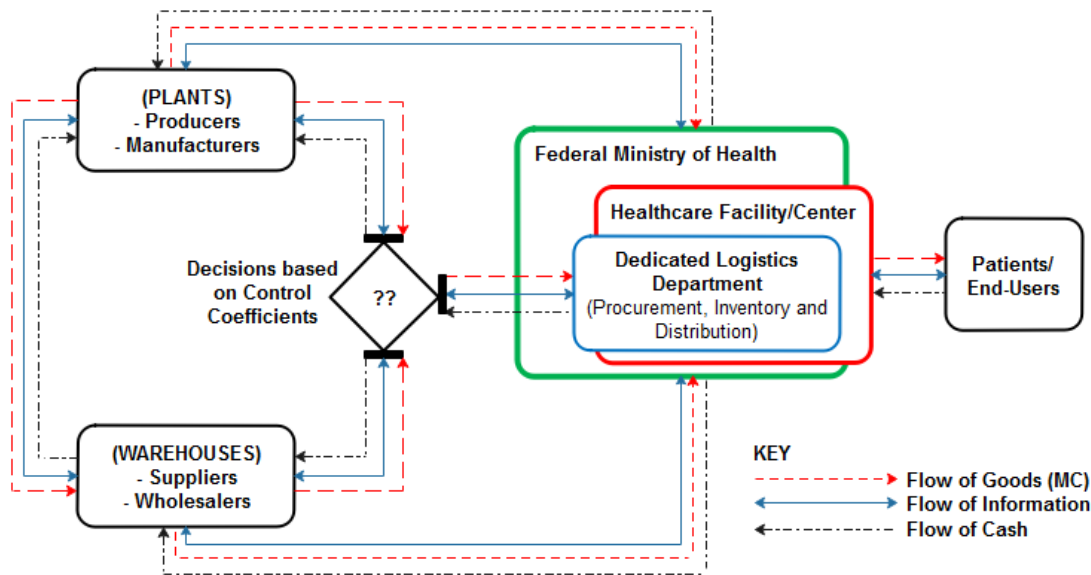 (PLANTS)
- Producers
- Manufacturers
Federal Ministry of Health
Healthcare Facility/Center
Dedicated Logistics
Department
(Procurement, Inventory and
Distribution)
Patients/
End-Users
Decisions based
on Control
Coefficients
??
(WAREHOUSES)
- Suppliers
- Wholesalers
KEY
Flow of Goods (MC)
Flow of Information
Flow of Cash